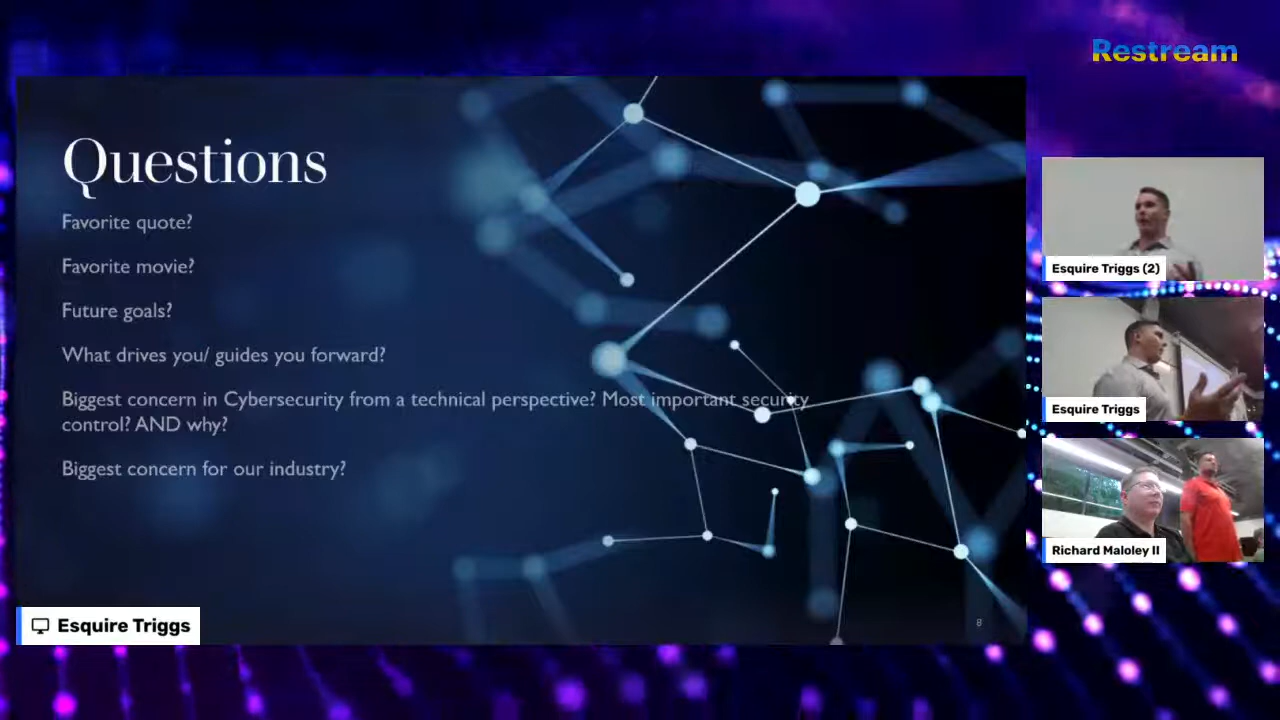 Restream
Questions
Favorite quote?
Favorite movie?
Future goals?
What drives you/ guides you forward?
Biggest concern in Cybersecurity from a technical perspective? Most important security
control? AND why?
Biggest concern for our industry?
8
Esquire Triggs
Esquire Triggs (2)
Esquire Triggs
Richard Maloley II